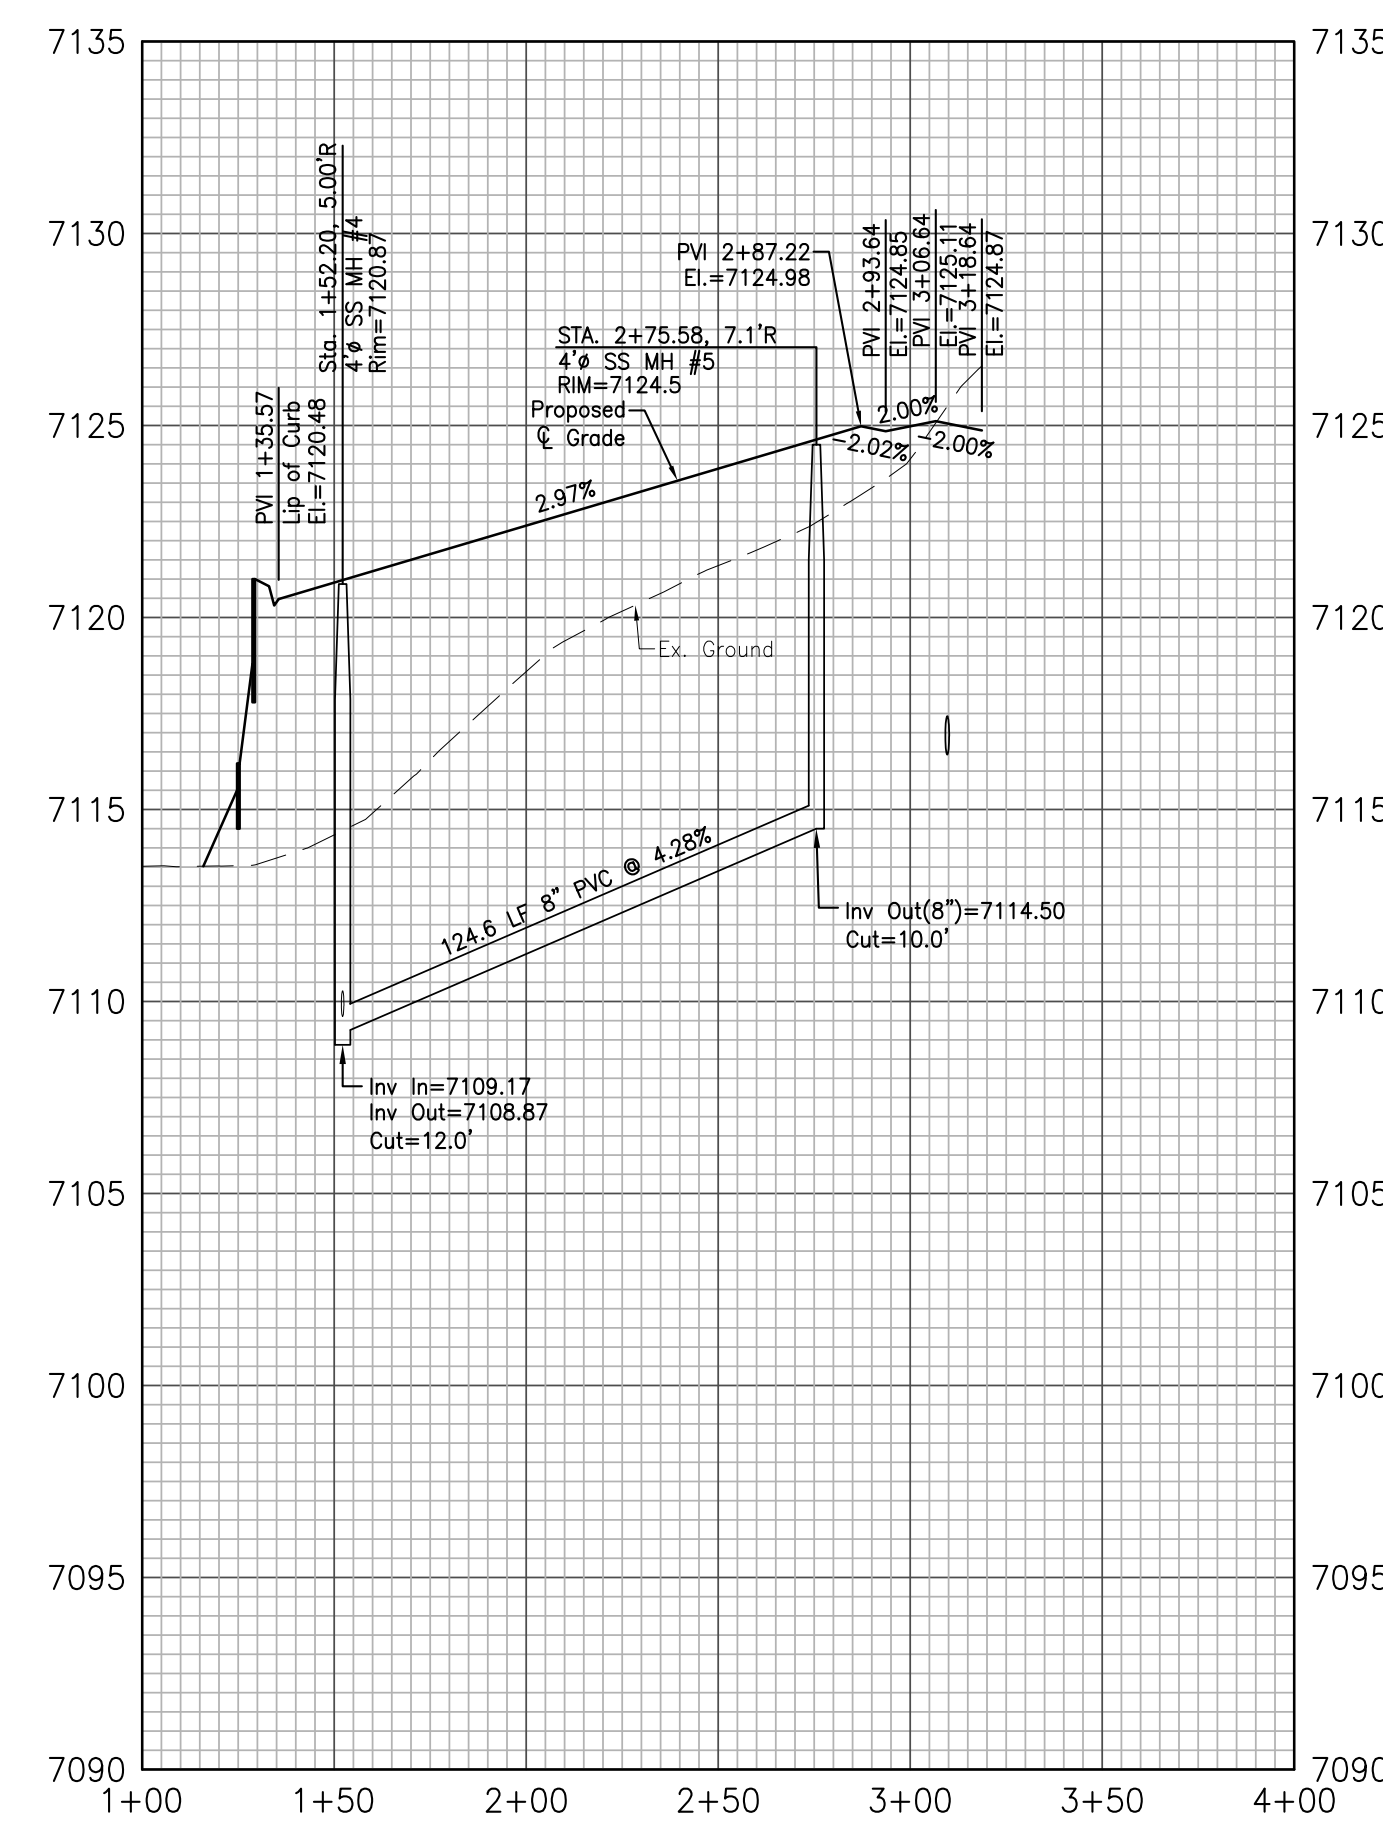 7135
7135
Sta. 1+52.20, 5.00'R
4'ø SS MH #4
Rim=7120.87
7130
7130
PVI 2+87.22
El.=7124.98
PVI 2+93.64
El.=7124.85
PVI 3+06.64
El.=7125.11
PVI 3+18.64
El.=7124.87
STA. 2+75.58, 7.1'R
4'ø SS MH #5
RIM=7124.5
Proposed
℄ Grade
PVI 1+35.57
Lip of Curb
El.=7120.48
7125
7125
2.00%
-2.02%
-2.00%
2.97%
7120
7120
Ex. Ground
7115
7115
124.6 LF 8" PVC @ 4.28%
Inv Out(8")=7114.50
Cut=10.0'
7110
7110
Inv In=7109.17
Inv Out=7108.87
Cut=12.0'
7105
7105
7100
7100
7095
7095
7090
7090
1+00 1+50 2+00 2+50 3+00 3+50 4+00